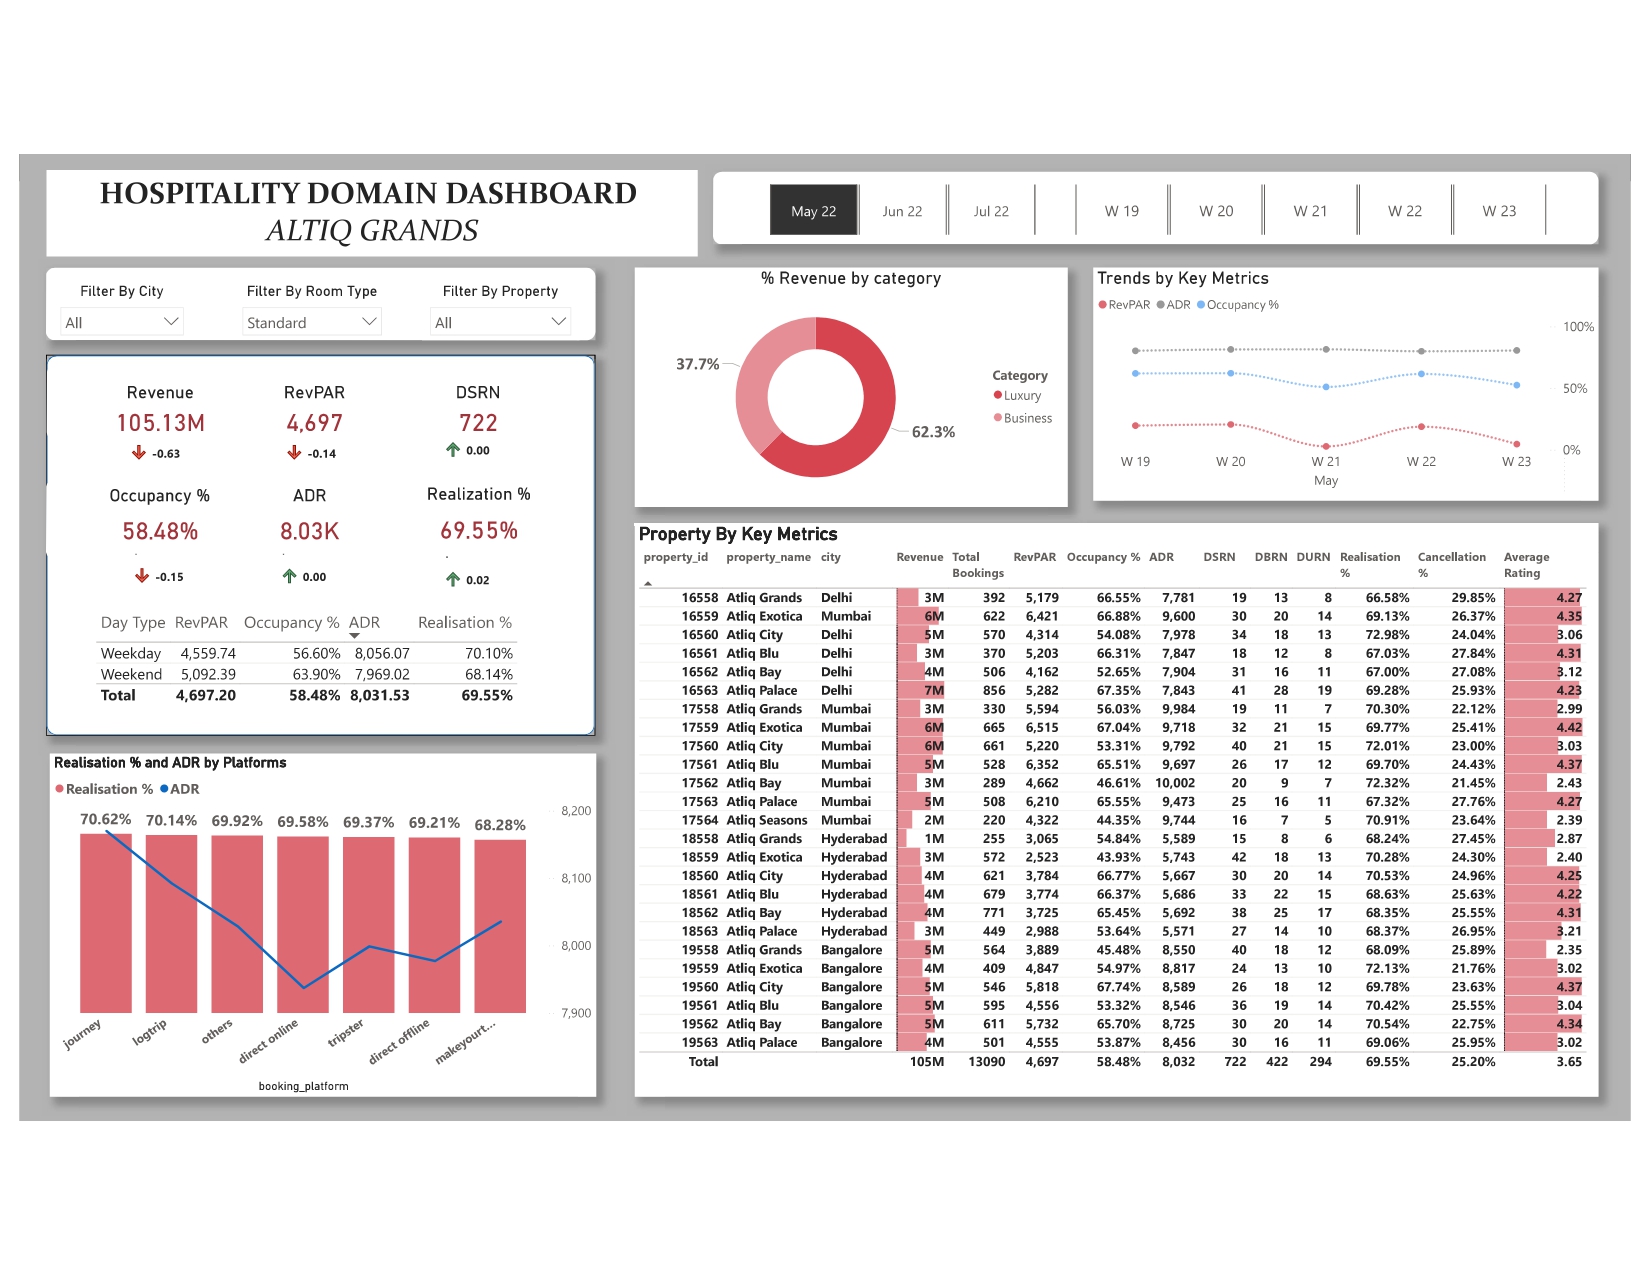 HOSPITALITY DOMAIN DASHBOARD
ALTIQ GRANDS
May 22 Jun 22 Jul 22 W 19 W 20 W 21 W 22 W 23
Filter By City Filter By Room Type Filter By Property
All Standard All
Revenue RevPAR DSRN
105.13M 4,697 722
-0.63 -0.14 0.00
Occupancy % ADR Realization %
58.48% 8.03K 69.55%
-0.15 0.00 0.02
Day Type RevPAR Occupancy % ADR Realisation %
Weekday 4,559.74 56.60% 8,056.07 70.10%
Weekend 5,092.39 63.90% 7,969.02 68.14%
Total 4,697.20 58.48% 8,031.53 69.55%
Realisation % and ADR by Platforms
Realisation % ADR
8,200
70.62% 70.14% 69.92% 69.58% 69.37% 69.21% 68.28%
8,100
8,000
7,900
journey logtrip others direct online tripster direct offline makeyourt...
booking_platform
% Revenue by category
37.7%
62.3%
Category
Luxury
Business
Trends by Key Metrics
RevPAR ADR Occupancy %
100%
50%
0%
W 19 W 20 W 21 W 22 W 23
May
Property By Key Metrics
property_id property_name city Revenue Total Bookings RevPAR Occupancy % ADR DSRN DBRN DURN Realisation % Cancellation % Average Rating
16558 Atliq Grands Delhi 3M 392 5,179 66.55% 7,781 19 13 8 66.58% 29.85% 4.27
16559 Atliq Exotica Mumbai 6M 622 6,421 66.88% 9,600 30 20 14 69.13% 26.37% 4.35
16560 Atliq City Delhi 5M 570 4,314 54.08% 7,978 34 18 13 72.98% 24.04% 3.06
16561 Atliq Blu Delhi 3M 370 5,203 66.31% 7,847 18 12 8 67.03% 27.84% 4.31
16562 Atliq Bay Delhi 4M 506 4,162 52.65% 7,904 31 16 11 67.00% 27.08% 3.12
16563 Atliq Palace Delhi 7M 856 5,282 67.35% 7,843 41 28 19 69.28% 25.93% 4.23
17558 Atliq Grands Mumbai 3M 330 5,594 56.03% 9,984 19 11 7 70.30% 22.12% 2.99
17559 Atliq Exotica Mumbai 6M 665 6,515 67.04% 9,718 32 21 15 69.77% 25.41% 4.42
17560 Atliq City Mumbai 6M 661 5,220 53.31% 9,792 40 21 15 72.01% 23.00% 3.03
17561 Atliq Blu Mumbai 5M 528 6,352 65.51% 9,697 26 17 12 69.70% 24.43% 4.37
17562 Atliq Bay Mumbai 3M 289 4,662 46.61% 10,002 20 9 7 72.32% 21.45% 2.43
17563 Atliq Palace Mumbai 5M 508 6,210 65.55% 9,473 25 16 11 67.32% 27.76% 4.27
17564 Atliq Seasons Mumbai 2M 220 4,322 44.35% 9,744 16 7 5 70.91% 23.64% 2.39
18558 Atliq Grands Hyderabad 1M 255 3,065 54.84% 5,589 15 8 6 68.24% 27.45% 2.87
18559 Atliq Exotica Hyderabad 3M 572 2,523 43.93% 5,743 42 18 13 70.28% 24.30% 2.40
18560 Atliq City Hyderabad 4M 621 3,784 66.77% 5,667 30 20 14 70.53% 24.96% 4.25
18561 Atliq Blu Hyderabad 4M 679 3,774 66.37% 5,686 33 22 15 68.63% 25.63% 4.22
18562 Atliq Bay Hyderabad 4M 771 3,725 65.45% 5,692 38 25 17 68.35% 25.55% 4.31
18563 Atliq Palace Hyderabad 3M 449 2,988 53.64% 5,571 27 14 10 68.37% 26.95% 3.21
19558 Atliq Grands Bangalore 5M 564 3,889 45.48% 8,550 40 18 12 68.09% 25.89% 2.35
19559 Atliq Exotica Bangalore 4M 409 4,847 54.97% 8,817 24 13 10 72.13% 21.76% 3.02
19560 Atliq City Bangalore 5M 546 5,818 67.74% 8,589 26 18 12 69.78% 23.63% 4.37
19561 Atliq Blu Bangalore 5M 595 4,556 53.32% 8,546 36 19 14 70.42% 25.55% 3.04
19562 Atliq Bay Bangalore 5M 611 5,732 65.70% 8,725 30 20 14 70.54% 22.75% 4.34
19563 Atliq Palace Bangalore 4M 501 4,555 53.87% 8,456 30 16 11 69.06% 25.95% 3.02
Total 105M 13090 4,697 58.48% 8,032 722 422 294 69.55% 25.20% 3.65